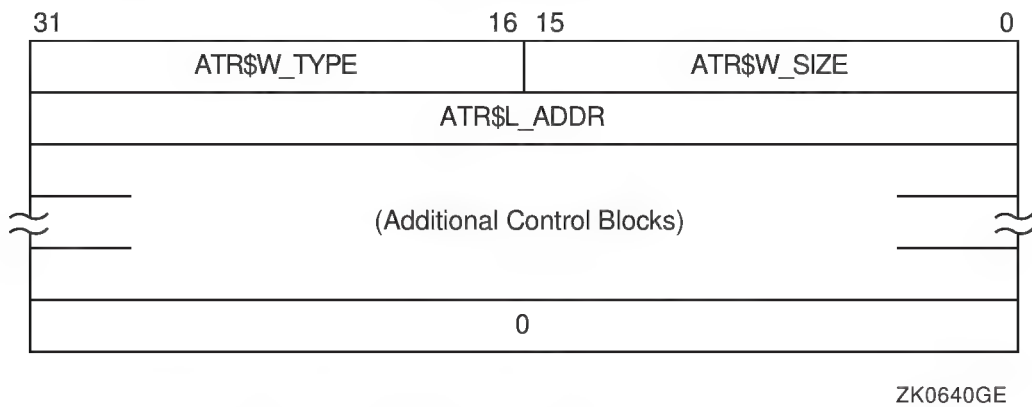 31 16 15 0
ATR$W_TYPE ATR$W_SIZE
ATR$L_ADDR
(Additional Control Blocks)
0
ZK0640GE